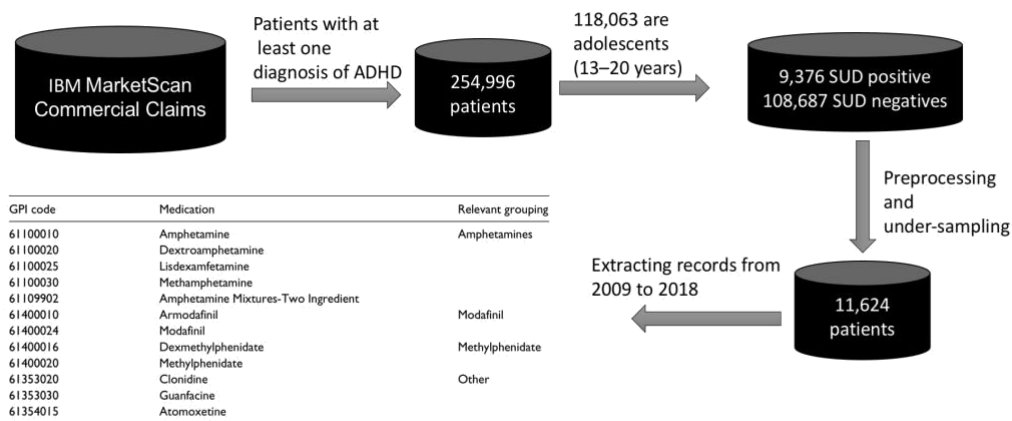 IBM MarketScan
Commercial Claims
Patients with at
least one
diagnosis of ADHD
254,996
patients
118,063 are
adolescents
(13–20 years)
9,376 SUD positive
108,687 SUD negatives
Preprocessing
and
under-sampling
11,624
patients
Extracting records from
2009 to 2018
GPI code Medication Relevant grouping
61100010 Amphetamine Amphetamines
61100020 Dextroamphetamine
61100025 Lisdexamfetamine
61100030 Methamphetamine
61109902 Amphetamine Mixtures-Two Ingredient
61400010 Armodafinil Modafinil
61400024 Modafinil
61400016 Dexmethylphenidate Methylphenidate
61400020 Methylphenidate
61353020 Clonidine Other
61353030 Guanfacine
61354015 Atomoxetine